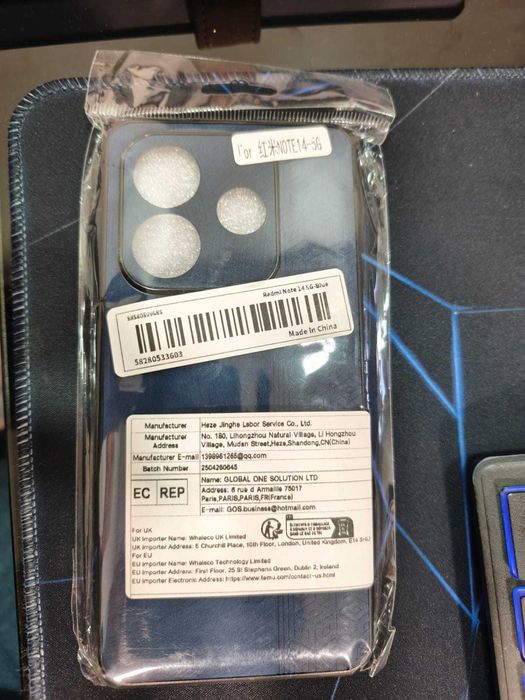 For 红米NOTE14-5G
Redmi Note 14 5G-Blue
58280533603
Made in China
Manufacturer Heze Jingha Labor Service Co., Ltd.
Manufacturer Address No. 180, Lihongzhou Natural Village, Li Hongzhou Village, Mudan Street,Heze,Shandong,CN(China)
Manufacturer E-mail 1398961265@qq.com
Batch Number 2504260645
EC REP
Name: GLOBAL ONE SOLUTION LTD
Address: 6 rue d Armaille 75017
Paris,PARIS,PARIS,FR(France)
E-mail: GOS.business@hotmail.com
For UK
UK Importer Name: Whaleco UK Limited
UK Importer Address: 6 Churchill Place, 10th Floor, London, United Kingdom, E14
For EU
EU Importer Name: Whaleco Technology Limited
EU Importer Address: First Floor, 25 St Stephens Green, Dublin 2, Ireland
EU Importer Electronic Address: https://www.temu.com/contact-us.html